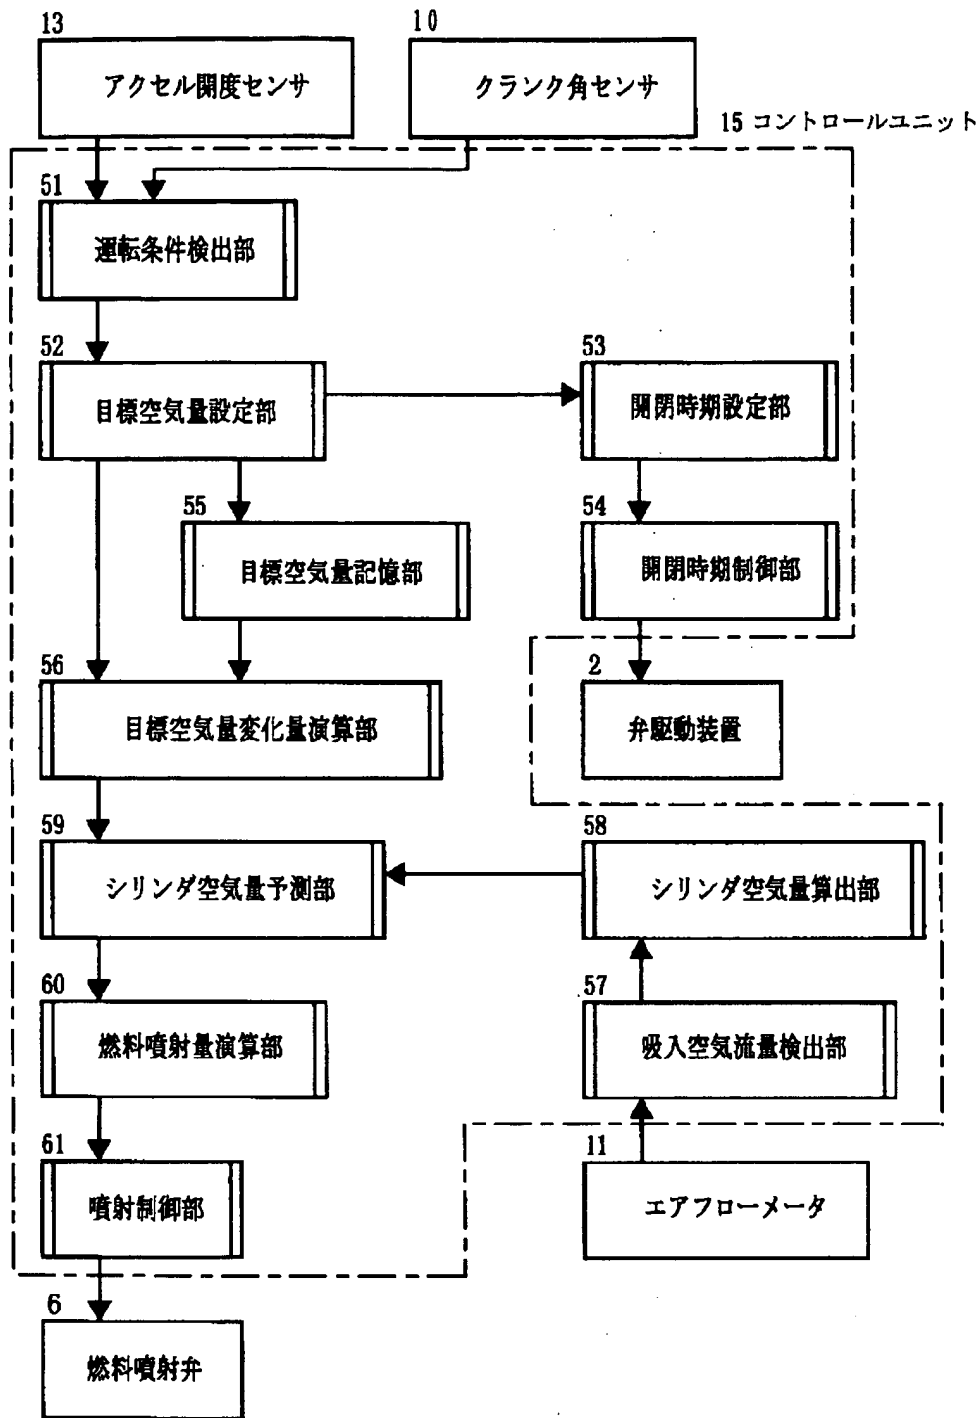 13
アクセル開度センサ
10
クランク角センサ
15 コントロールユニット
51
運転条件検出部
52
目標空気量設定部
53
開閉時期設定部
55
目標空気量記憶部
54
開閉時期制御部
56
目標空気量変化量演算部
2
弁駆動装置
59
シリンダ空気量予測部
58
シリンダ空気量算出部
60
燃料噴射量演算部
57
吸入空気流量検出部
61
噴射制御部
11
エアフローメータ
6
燃料噴射弁